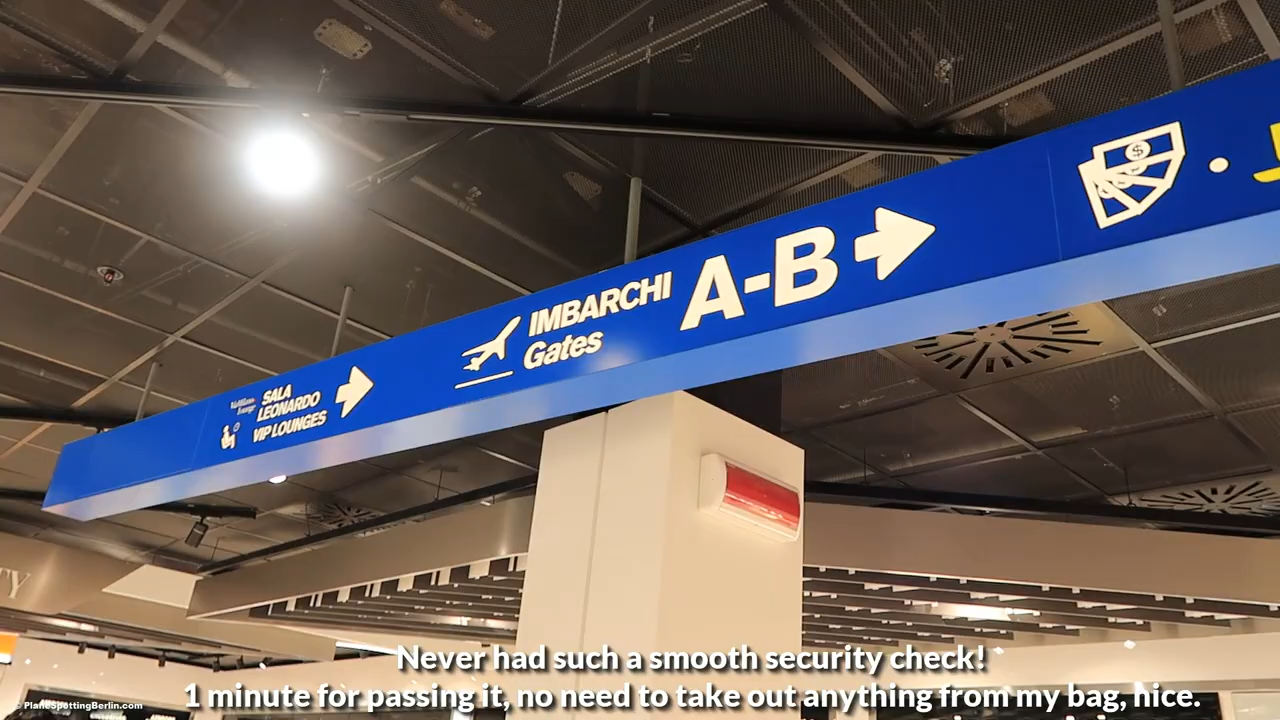 SALA
LEONARDO
VIP LOUNGES
IMBARCHI
Gates
A-B
$
Never had such a smooth security check!
1 minute for passing it, no need to take out anything from my bag, nice.
© PlaneSpottingBerlin.com